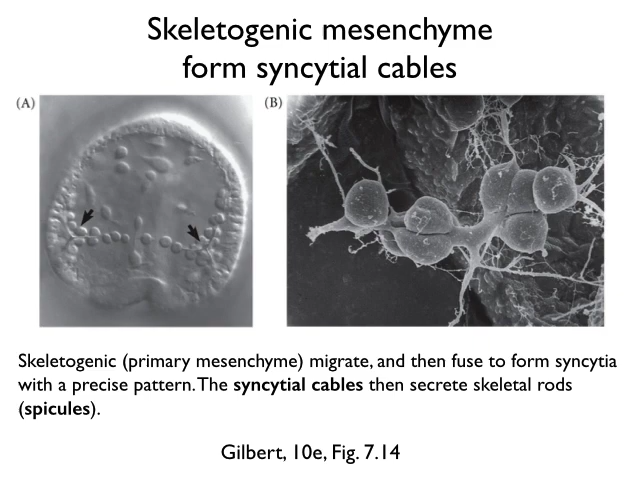 Skeletogenic mesenchyme
form syncytial cables
(A)
(B)
Skeletogenic (primary mesenchyme) migrate, and then fuse to form syncytia
with a precise pattern. The syncytial cables then secrete skeletal rods
(spicules).
Gilbert, 10e, Fig. 7.14